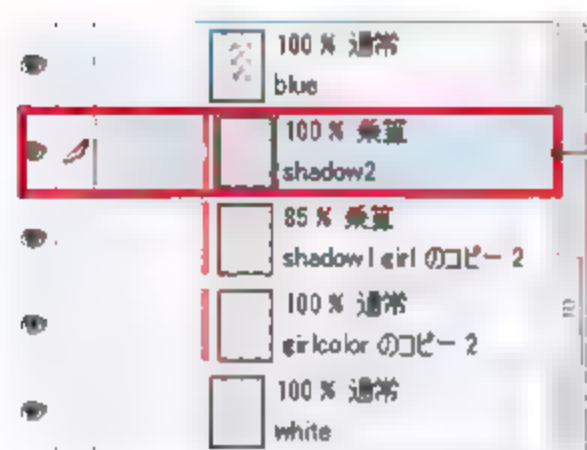 100 % 通常
blue
100 % 乗算
shadow2
85 % 乗算
shadow1 girl のコピー 2
100 % 通常
girlcolor のコピー 2
100 % 通常
white